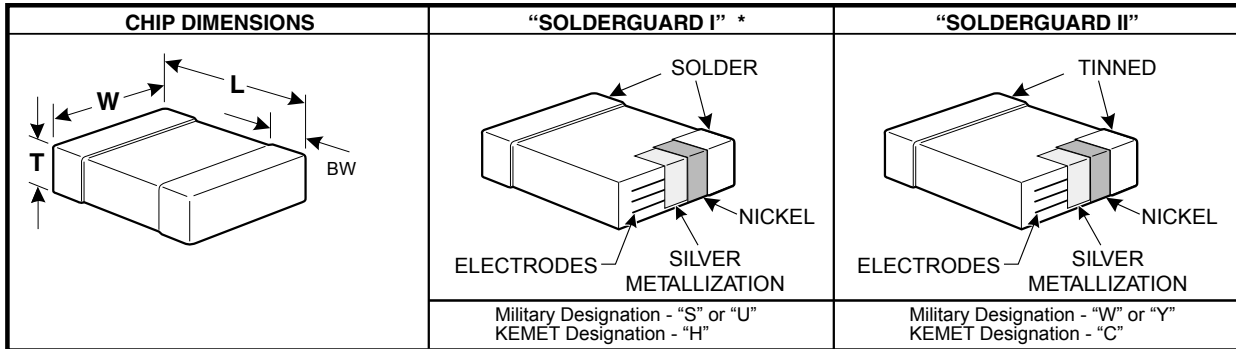 CHIP DIMENSIONS
W
L
T
BW
“SOLDERGUARD I” *
SOLDER
NICKEL
ELECTRODES
SILVER
METALLIZATION
Military Designation - “S” or “U”
KEMET Designation - “H”
“SOLDERGUARD II”
TINNED
NICKEL
ELECTRODES
SILVER
METALLIZATION
Military Designation - “W” or “Y”
KEMET Designation - “C”